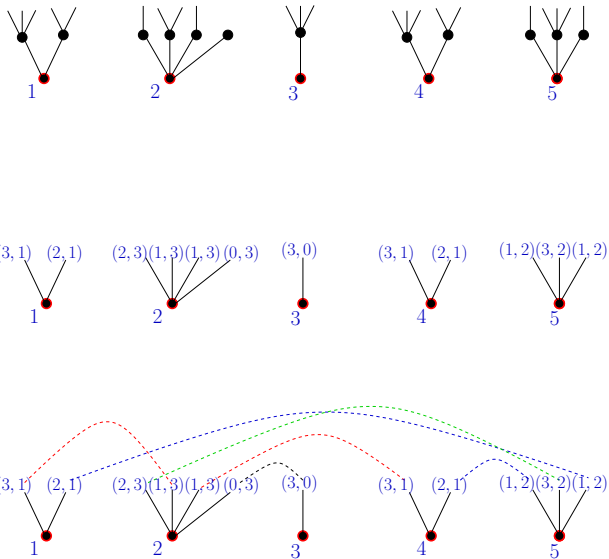 1 2 3 4 5
(3, 1) (2, 1) (2, 3)(1, 3)(1, 3)(0, 3) (3, 0) (3, 1) (2, 1) (1, 2)(3, 2)(1, 2)
1 2 3 4 5
(3, 1) (2, 1) (2, 3)(1, 3)(1, 3)(0, 3) (3, 0) (3, 1) (2, 1) (1, 2)(3, 2)(1, 2)
1 2 3 4 5